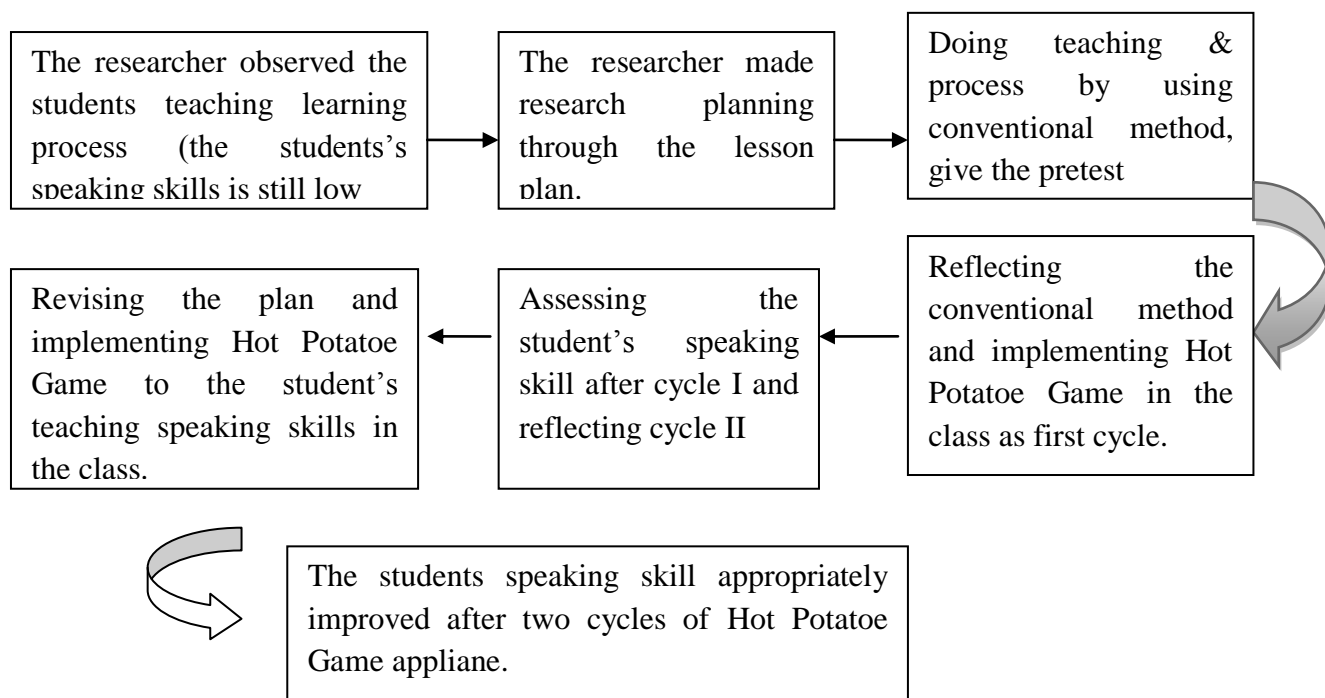 The researcher observed the
students teaching learning
process (the students’s
speaking skills is still low
The researcher made
research planning
through the lesson
plan.
Doing teaching &
process by using
conventional method,
give the pretest
Reflecting the
conventional method
and implementing Hot
Potatoe Game in the
class as first cycle.
Assessing the
student’s speaking
skill after cycle I and
reflecting cycle II
Revising the plan and
implementing Hot Potatoe
Game to the student’s
teaching speaking skills in
the class.
The students speaking skill appropriately
improved after two cycles of Hot Potatoe
Game appliane.